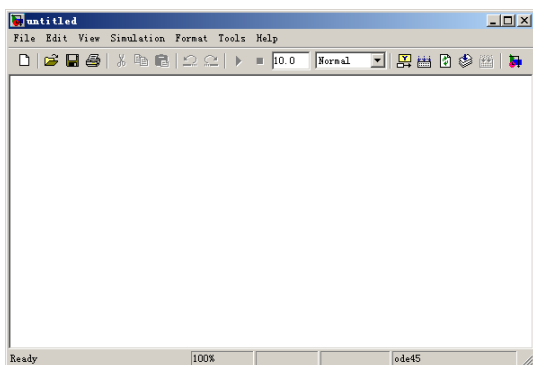 untitled
File Edit View Simulation Format Tools Help
10.0 Normal
Ready 100% ode45